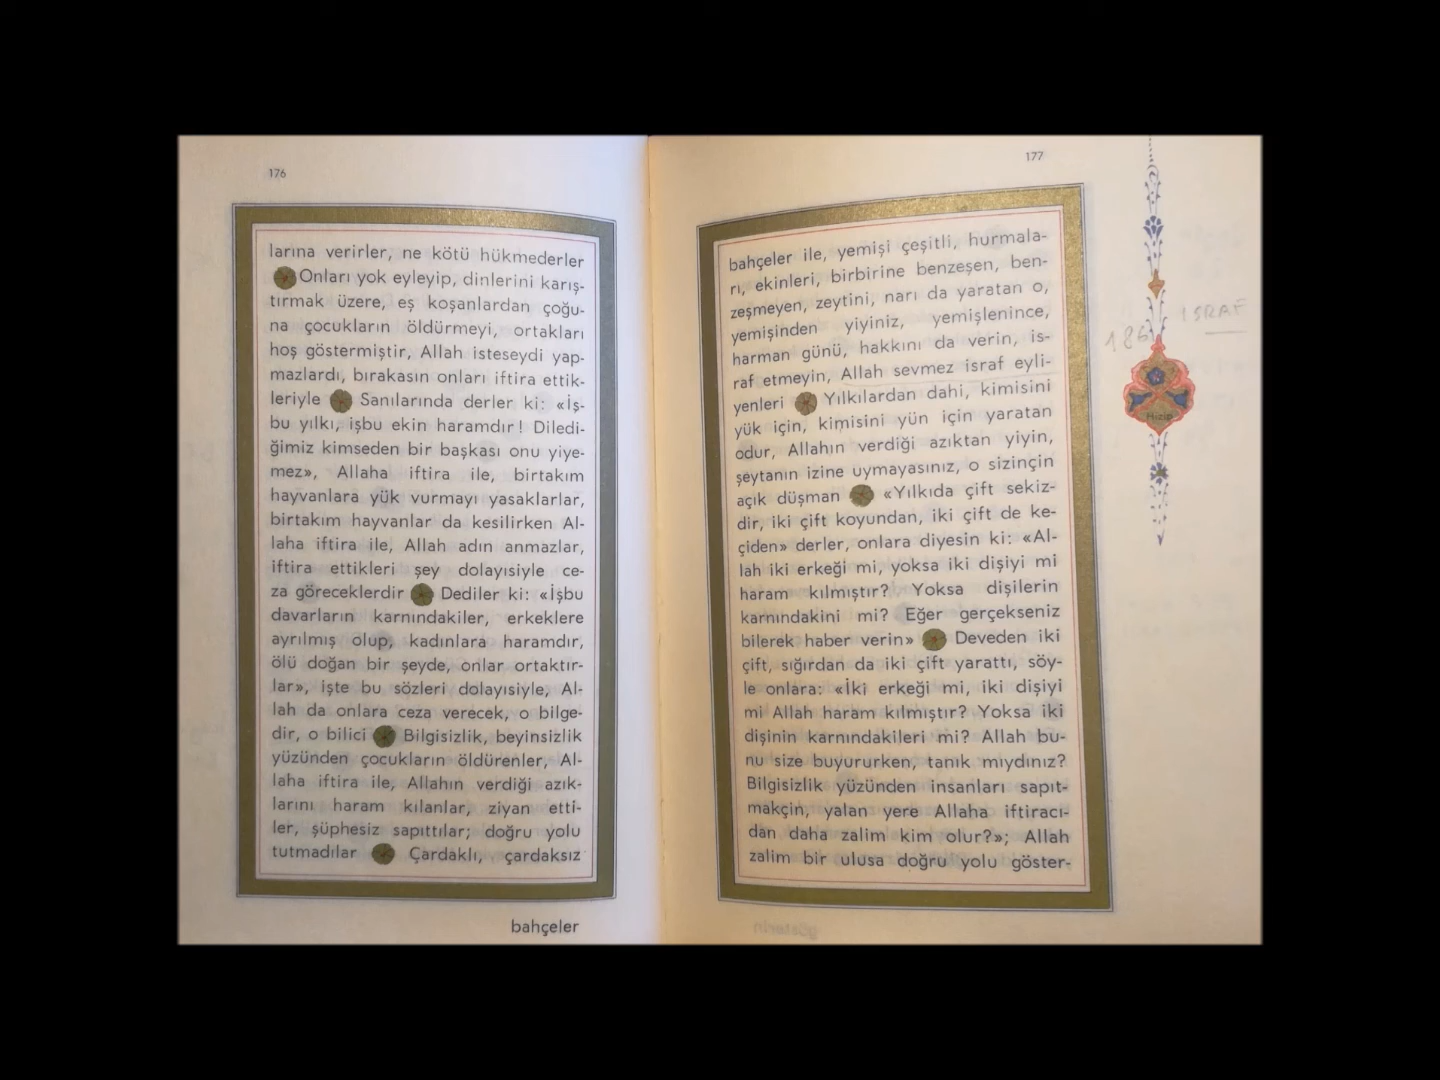 176
larına verirler, ne kötü hükmederler
Onları yok eyleyip, dinlerini karış-
tırmak üzere, eş koşanlardan çoğu-
na çocukların öldürmeyi, ortakları
hoş göstermiştir, Allah isteseydi yap-
mazlardı, bırakasın onları iftira ettik-
leriyle Sanılarında derler ki: «İş-
bu yılkı, işbu ekin haramdır! Diledi-
ğimiz kimseden bir başkası onu yiye-
mez», Allaha iftira ile, birtakım
hayvanlara yük vurmayı yasaklarlar,
birtakım hayvanlar da kesilirken Al-
laha iftira ile, Allah adın anmazlar,
iftira ettikleri şey dolayısiyle ce-
za göreceklerdir Dediler ki: «İşbu
davarların karnındakiler, erkeklere
ayrılmış olup, kadınlara haramdır,
ölü doğan bir şeyde, onlar ortaktır-
lar», işte bu sözleri dolayısiyle, Al-
lah da onlara ceza verecek, o bilge-
dir, o bilici Bilgisizlik, beyinsizlik
yüzünden çocukların öldürenler, Al-
laha iftira ile, Allahın verdiği azık-
larını haram kılanlar, ziyan etti-
ler, şüphesiz sapıttılar; doğru yolu
tutmadılar Çardaklı, çardaksız
bahçeler
177
bahçeler ile, yemişi çeşitli, hurmala-
rı, ekinleri, birbirine benzeşen, ben-
zeşmeyen, zeytini, narı da yaratan o,
yemişinden yiyiniz, yemişlenince,
harman günü, hakkını da verin, is-
raf etmeyin, Allah sevmez israf eyli-
yenleri Yılkılardan dahi, kimisini
yük için, kimisini yün için yaratan
odur, Allahın verdiği azıktan yiyin,
şeytanın izine uymayasınız, o sizinçin
açık düşman «Yılkıda çift sekiz-
dir, iki çift koyundan, iki çift de ke-
çiden» derler, onlara diyesin ki: «Al-
lah iki erkeği mi, yoksa iki dişiyi mi
haram kılmıştır? Yoksa dişilerin
karnındakini mi? Eğer gerçekseniz
bilerek haber verin» Deveden iki
çift, sığırdan da iki çift yarattı, söy-
le onlara: «İki erkeği mi, iki dişiyi
mi Allah haram kılmıştır? Yoksa iki
dişinin karnındakileri mi? Allah bu-
nu size buyururken, tanık mıydınız?
Bilgisizlik yüzünden insanları sapıt-
makçin, yalan yere Allaha iftiracı-
dan daha zalim kim olur?»; Allah
zalim bir ulusa doğru yolu göster-
ISRAF
Hizip